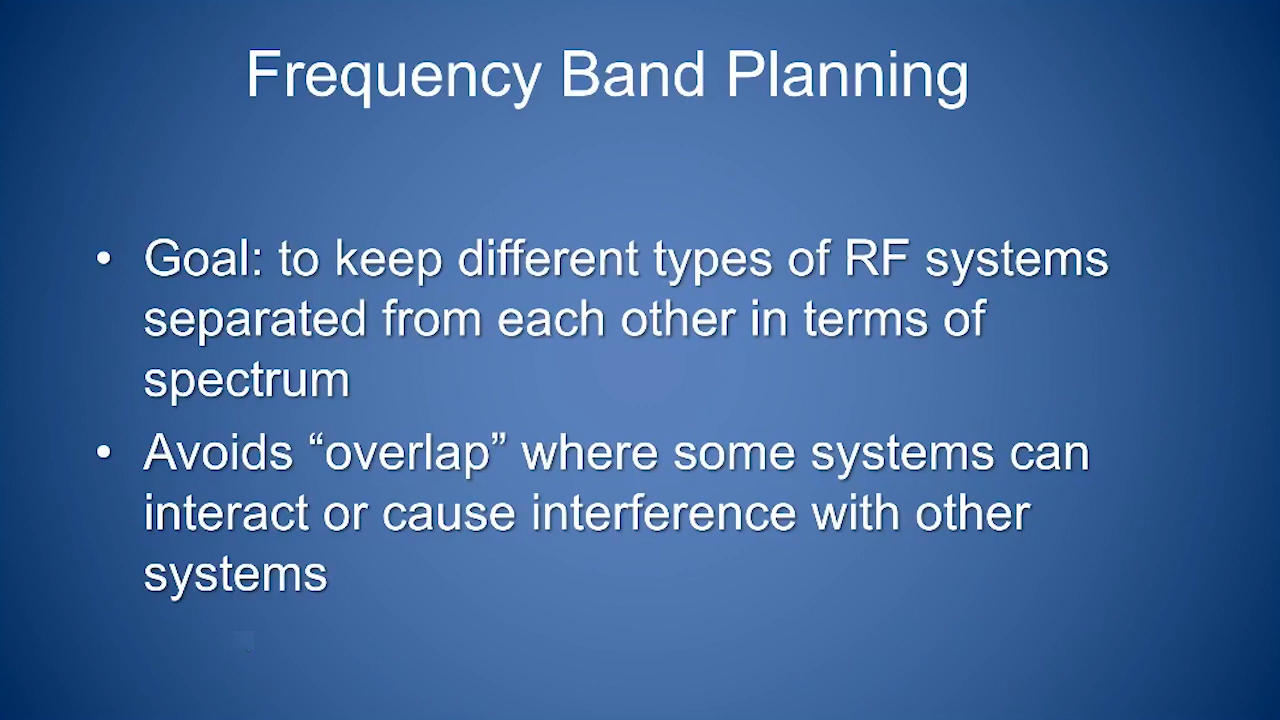 Frequency Band Planning
• Goal: to keep different types of RF systems
separated from each other in terms of
spectrum
• Avoids “overlap” where some systems can
interact or cause interference with other
systems